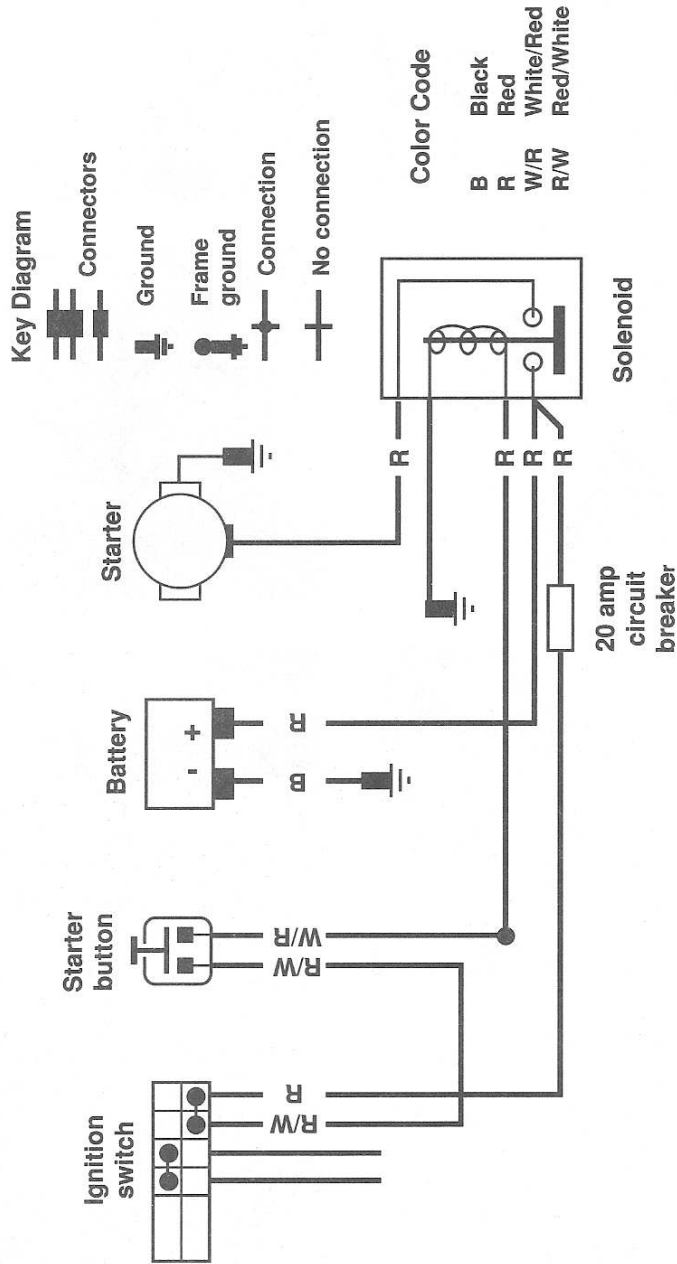 Ignition
switch
R/W
R
Starter
button
R/W
W/R
Battery
- +
B
R
Starter
R
R
R
R
20 amp
circuit
breaker
Solenoid
Key Diagram
Connectors
Ground
Frame
ground
Connection
No connection
Color Code
B Black
R Red
W/R White/Red
R/W Red/White